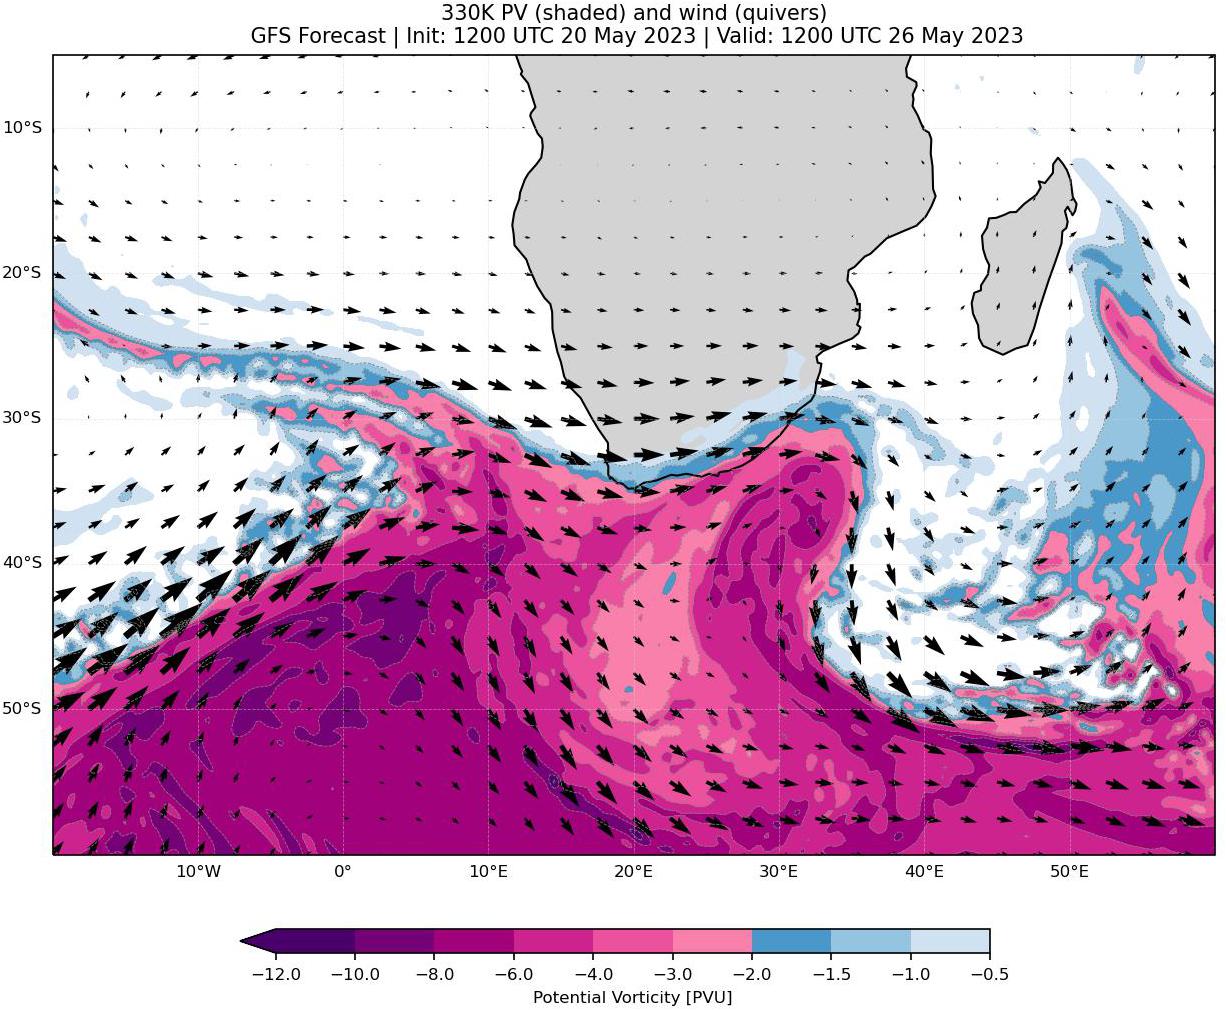 330K PV (shaded) and wind (quivers)
GFS Forecast | Init: 1200 UTC 20 May 2023 | Valid: 1200 UTC 26 May 2023
10°S
20°S
30°S
40°S
50°S
10°W 0° 10°E 20°E 30°E 40°E 50°E
−12.0 −10.0 −8.0 −6.0 −4.0 −3.0 −2.0 −1.5 −1.0 −0.5
Potential Vorticity [PVU]